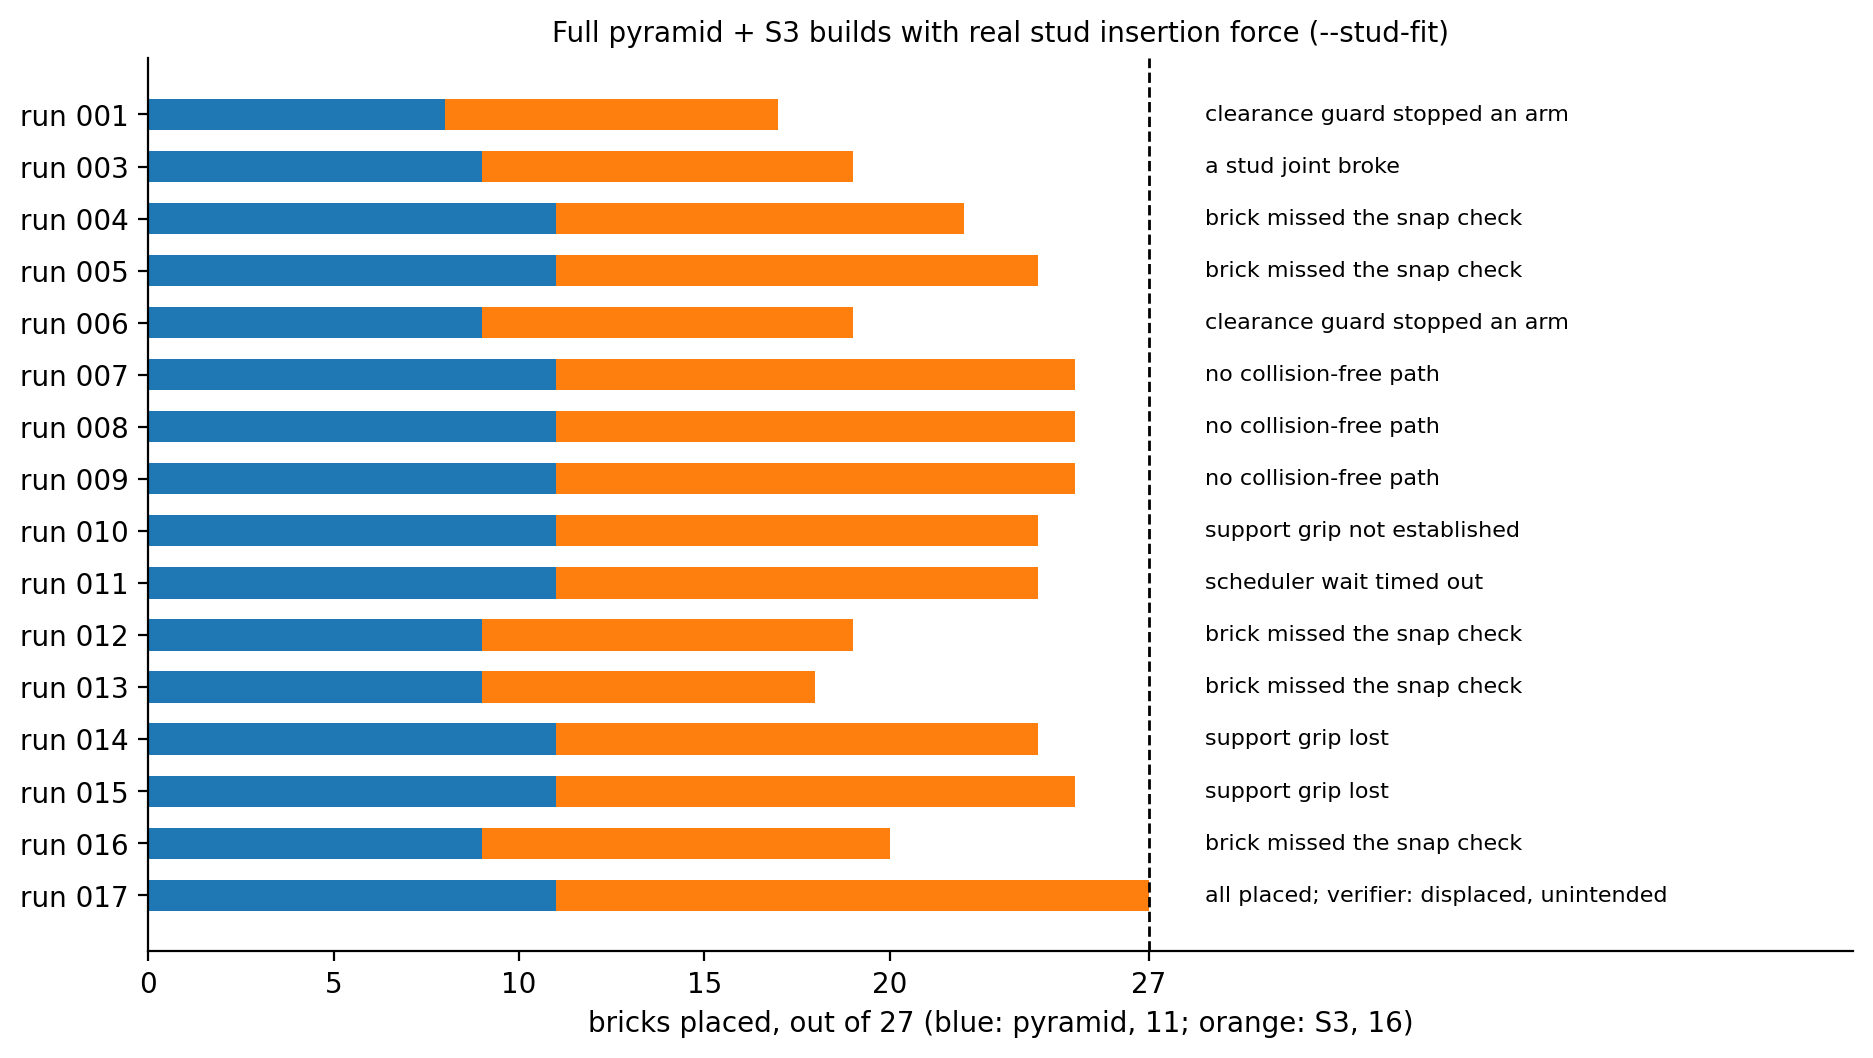 Full pyramid + S3 builds with real stud insertion force (--stud-fit)
run 001 clearance guard stopped an arm
run 003 a stud joint broke
run 004 brick missed the snap check
run 005 brick missed the snap check
run 006 clearance guard stopped an arm
run 007 no collision-free path
run 008 no collision-free path
run 009 no collision-free path
run 010 support grip not established
run 011 scheduler wait timed out
run 012 brick missed the snap check
run 013 brick missed the snap check
run 014 support grip lost
run 015 support grip lost
run 016 brick missed the snap check
run 017 all placed; verifier: displaced, unintended
0 5 10 15 20 27
bricks placed, out of 27 (blue: pyramid, 11; orange: S3, 16)